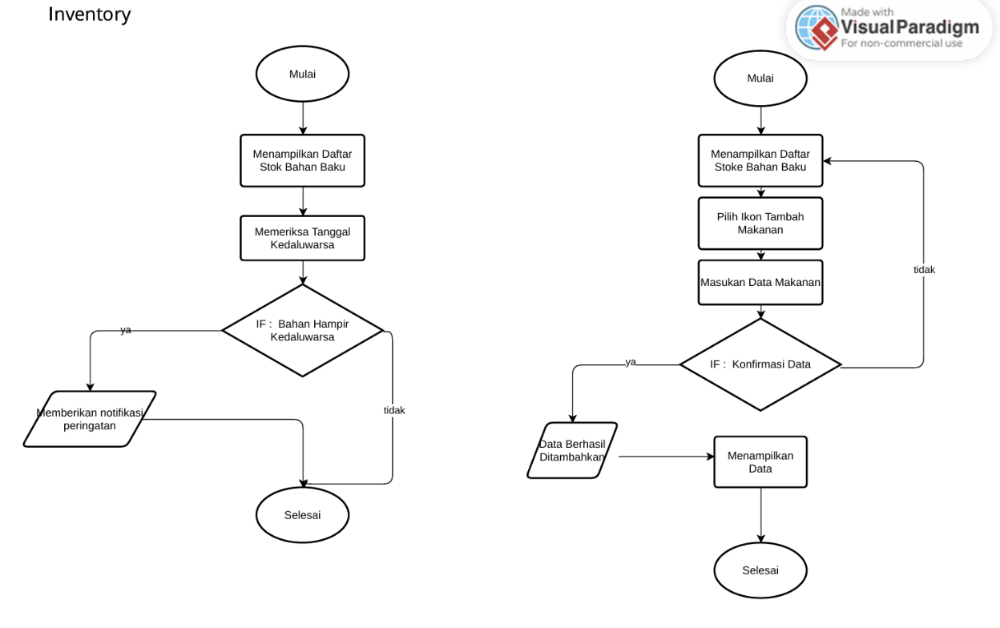 Inventory
Made with
Visual Paradigm
For non-commercial use
Mulai
Menampilkan Daftar
Stok Bahan Baku
Memeriksa Tanggal
Kedaluwarsa
IF :  Bahan Hampir
Kedaluwarsa
ya
tidak
Memberikan notifikasi
peringatan
Selesai
Mulai
Menampilkan Daftar
Stoke Bahan Baku
Pilih Ikon Tambah
Makanan
Masukan Data Makanan
tidak
IF :  Konfirmasi Data
ya
Data Berhasil
Ditambahkan
Menampilkan
Data
Selesai